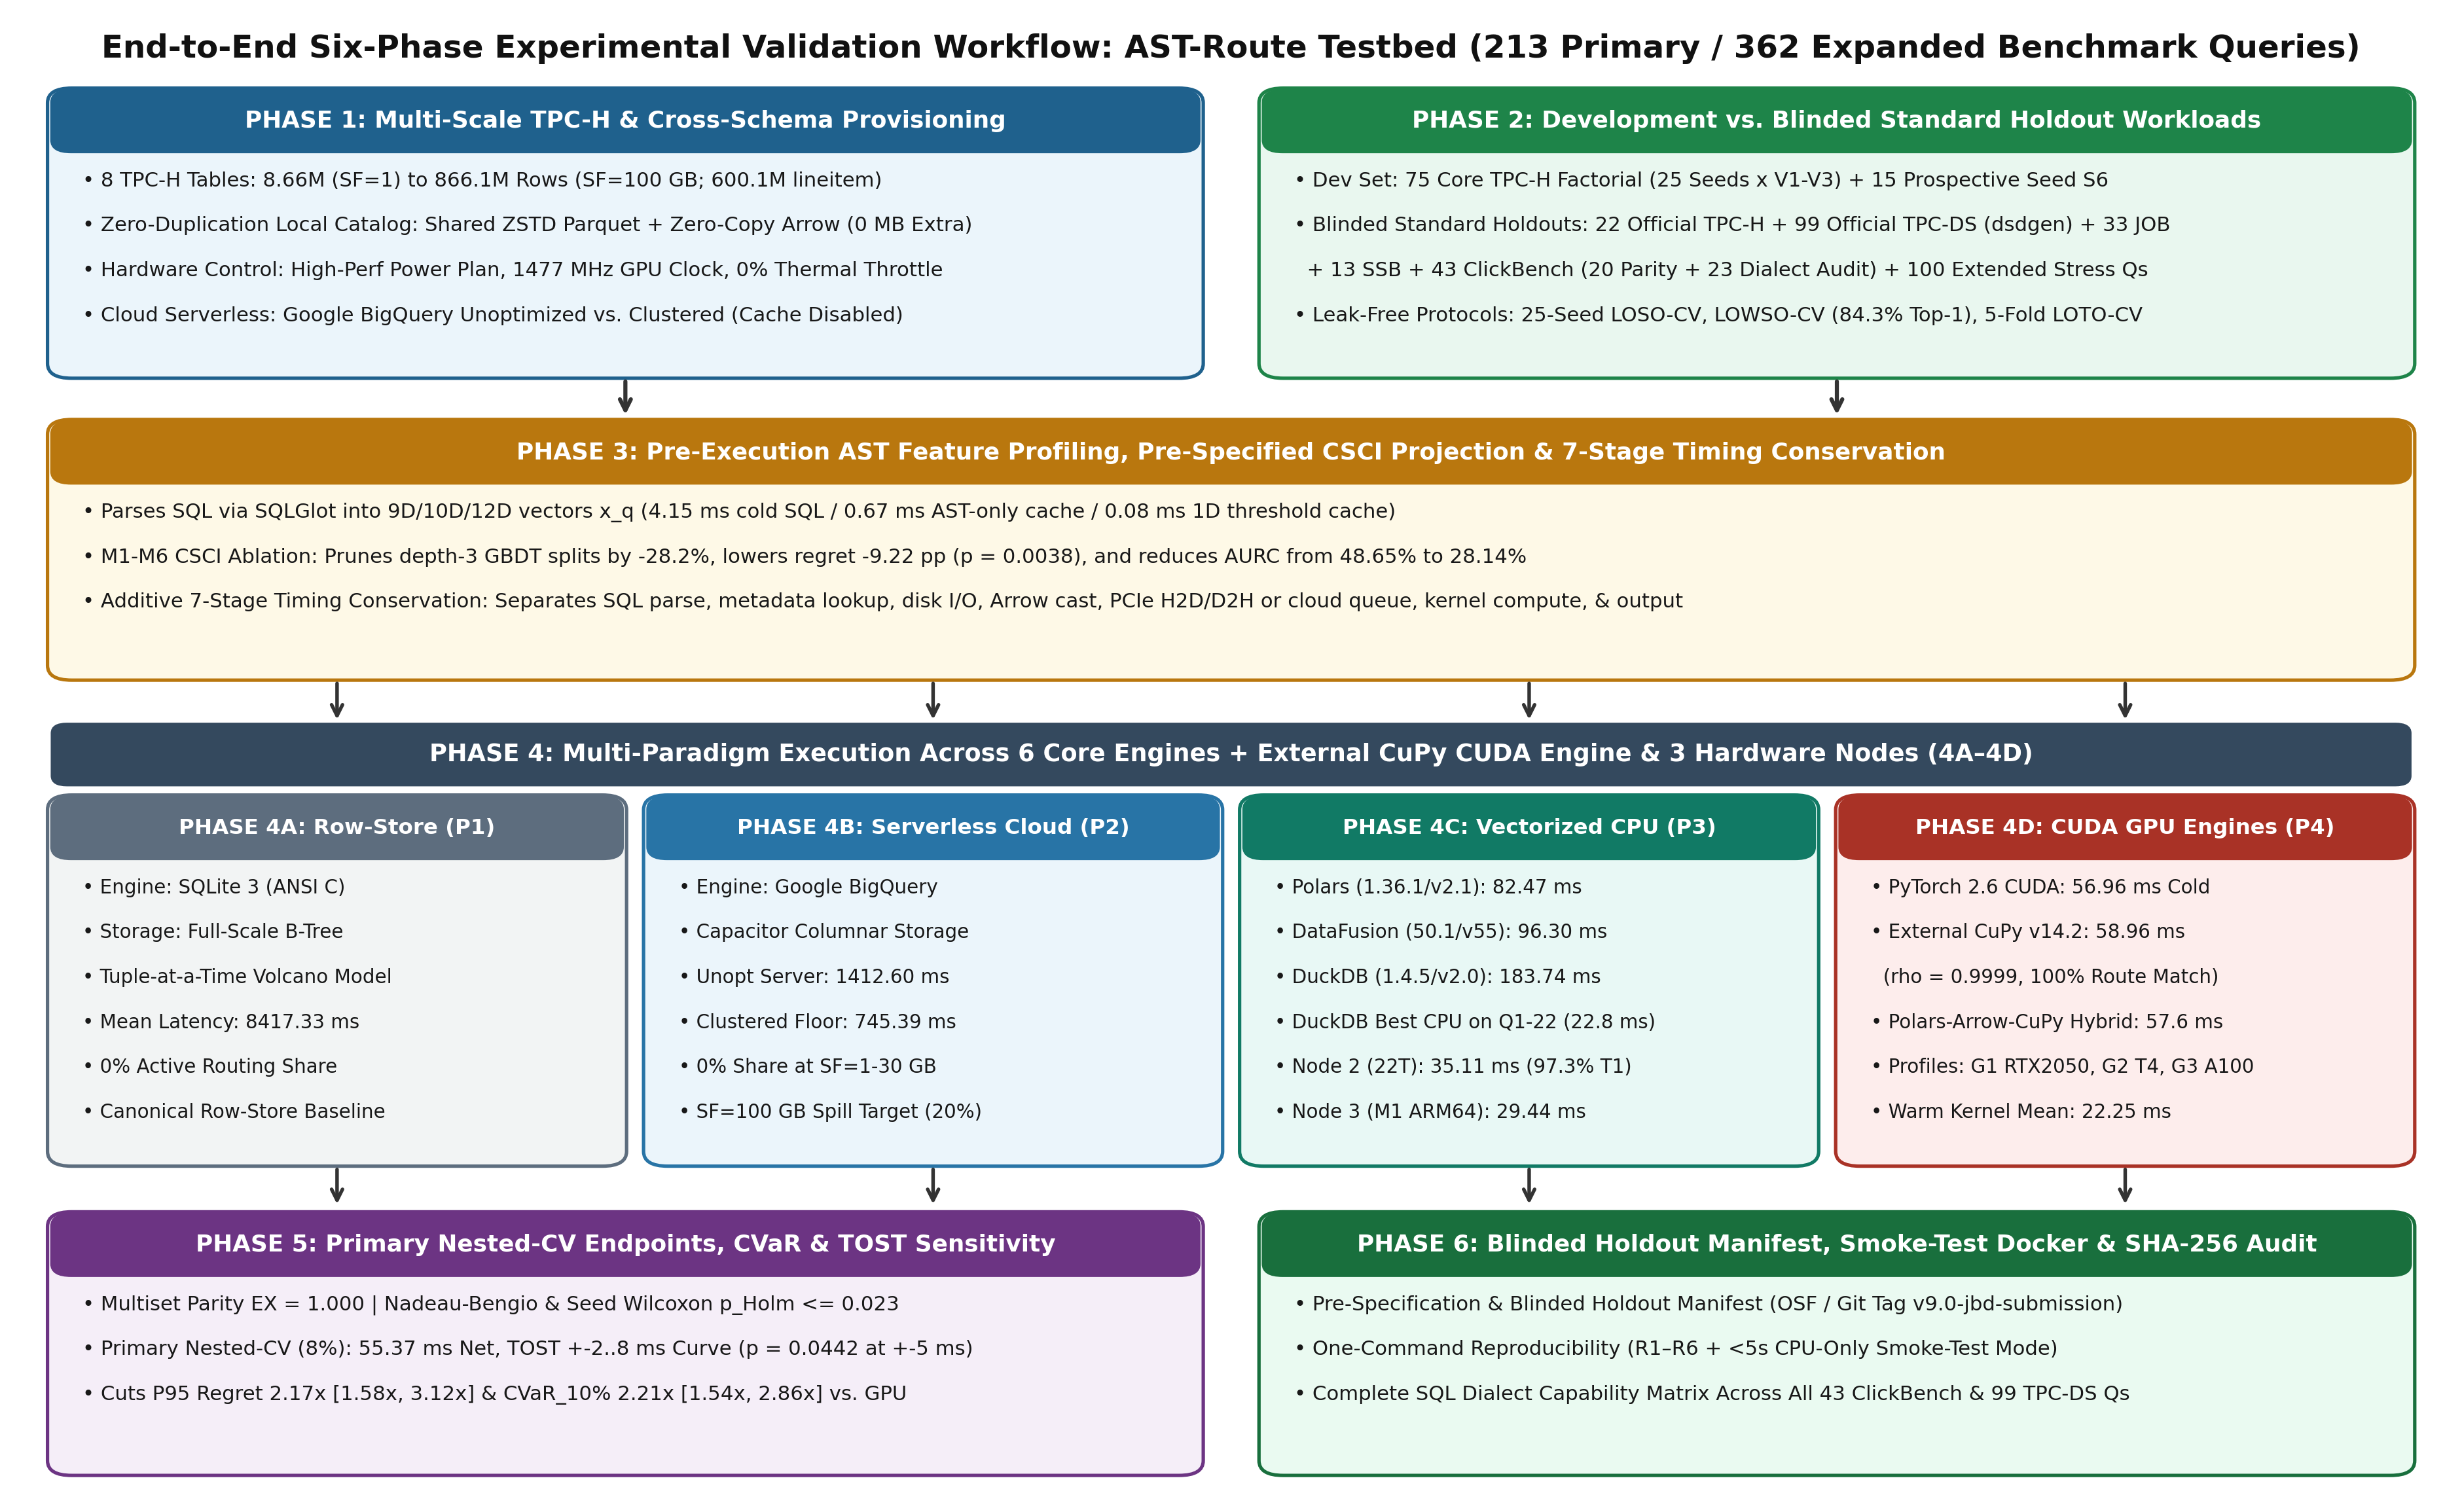 End-to-End Six-Phase Experimental Validation Workflow: AST-Route Testbed (213 Primary / 362 Expanded Benchmark Queries)
PHASE 1: Multi-Scale TPC-H & Cross-Schema Provisioning
• 8 TPC-H Tables: 8.66M (SF=1) to 866.1M Rows (SF=100 GB; 600.1M lineitem)
• Zero-Duplication Local Catalog: Shared ZSTD Parquet + Zero-Copy Arrow (0 MB Extra)
• Hardware Control: High-Perf Power Plan, 1477 MHz GPU Clock, 0% Thermal Throttle
• Cloud Serverless: Google BigQuery Unoptimized vs. Clustered (Cache Disabled)
PHASE 2: Development vs. Blinded Standard Holdout Workloads
• Dev Set: 75 Core TPC-H Factorial (25 Seeds x V1-V3) + 15 Prospective Seed S6
• Blinded Standard Holdouts: 22 Official TPC-H + 99 Official TPC-DS (dsdgen) + 33 JOB
+ 13 SSB + 43 ClickBench (20 Parity + 23 Dialect Audit) + 100 Extended Stress Qs
• Leak-Free Protocols: 25-Seed LOSO-CV, LOWSO-CV (84.3% Top-1), 5-Fold LOTO-CV
PHASE 3: Pre-Execution AST Feature Profiling, Pre-Specified CSCI Projection & 7-Stage Timing Conservation
• Parses SQL via SQLGlot into 9D/10D/12D vectors x_q (4.15 ms cold SQL / 0.67 ms AST-only cache / 0.08 ms 1D threshold cache)
• M1-M6 CSCI Ablation: Prunes depth-3 GBDT splits by -28.2%, lowers regret -9.22 pp (p = 0.0038), and reduces AURC from 48.65% to 28.14%
• Additive 7-Stage Timing Conservation: Separates SQL parse, metadata lookup, disk I/O, Arrow cast, PCIe H2D/D2H or cloud queue, kernel compute, & output
PHASE 4: Multi-Paradigm Execution Across 6 Core Engines + External CuPy CUDA Engine & 3 Hardware Nodes (4A–4D)
PHASE 4A: Row-Store (P1)
• Engine: SQLite 3 (ANSI C)
• Storage: Full-Scale B-Tree
• Tuple-at-a-Time Volcano Model
• Mean Latency: 8417.33 ms
• 0% Active Routing Share
• Canonical Row-Store Baseline
PHASE 4B: Serverless Cloud (P2)
• Engine: Google BigQuery
• Capacitor Columnar Storage
• Unopt Server: 1412.60 ms
• Clustered Floor: 745.39 ms
• 0% Share at SF=1-30 GB
• SF=100 GB Spill Target (20%)
PHASE 4C: Vectorized CPU (P3)
• Polars (1.36.1/v2.1): 82.47 ms
• DataFusion (50.1/v55): 96.30 ms
• DuckDB (1.4.5/v2.0): 183.74 ms
• DuckDB Best CPU on Q1-22 (22.8 ms)
• Node 2 (22T): 35.11 ms (97.3% T1)
• Node 3 (M1 ARM64): 29.44 ms
PHASE 4D: CUDA GPU Engines (P4)
• PyTorch 2.6 CUDA: 56.96 ms Cold
• External CuPy v14.2: 58.96 ms
(rho = 0.9999, 100% Route Match)
• Polars-Arrow-CuPy Hybrid: 57.6 ms
• Profiles: G1 RTX2050, G2 T4, G3 A100
• Warm Kernel Mean: 22.25 ms
PHASE 5: Primary Nested-CV Endpoints, CVaR & TOST Sensitivity
• Multiset Parity EX = 1.000 | Nadeau-Bengio & Seed Wilcoxon p_Holm <= 0.023
• Primary Nested-CV (8%): 55.37 ms Net, TOST +-2..8 ms Curve (p = 0.0442 at +-5 ms)
• Cuts P95 Regret 2.17x [1.58x, 3.12x] & CVaR_10% 2.21x [1.54x, 2.86x] vs. GPU
PHASE 6: Blinded Holdout Manifest, Smoke-Test Docker & SHA-256 Audit
• Pre-Specification & Blinded Holdout Manifest (OSF / Git Tag v9.0-jbd-submission)
• One-Command Reproducibility (R1–R6 + <5s CPU-Only Smoke-Test Mode)
• Complete SQL Dialect Capability Matrix Across All 43 ClickBench & 99 TPC-DS Qs